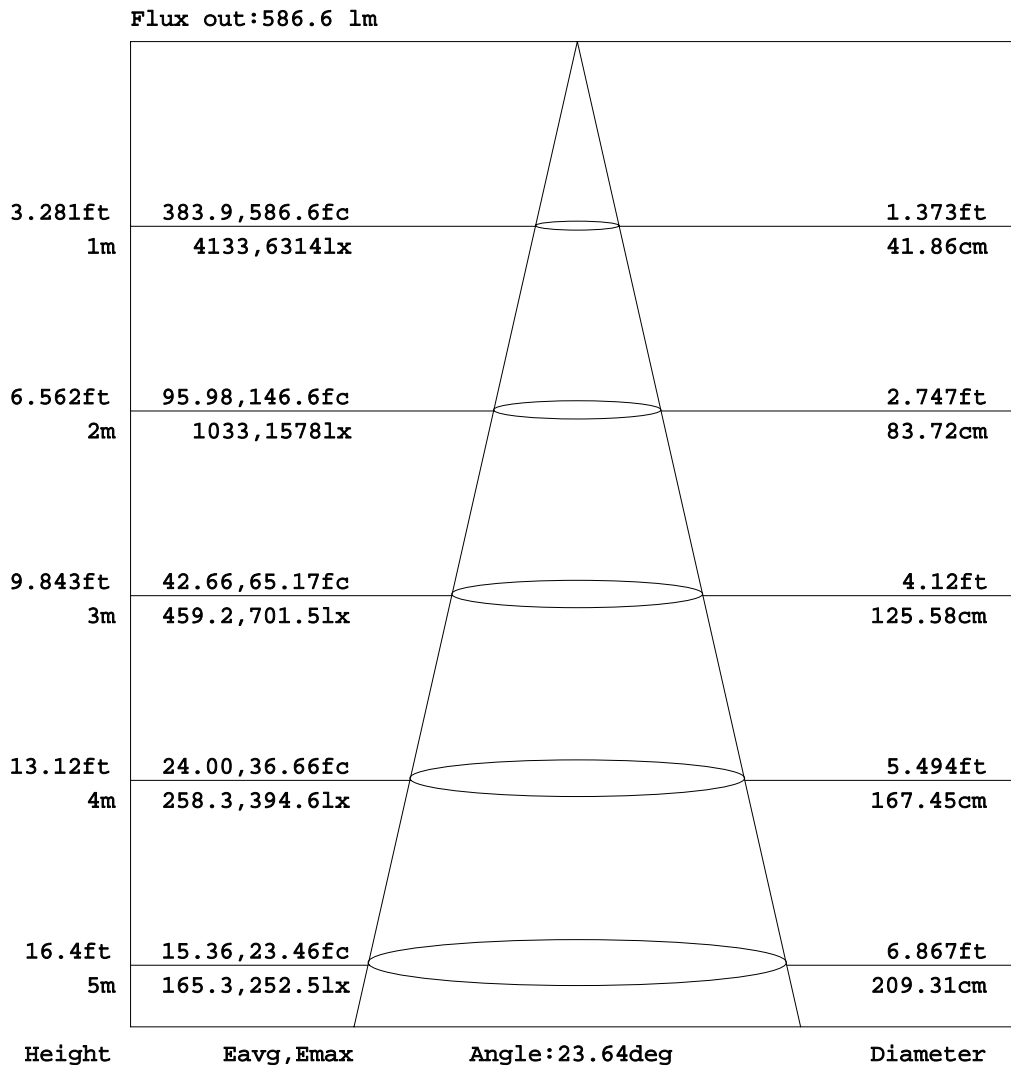 Flux out:586.6 lm
3.281ft 383.9,586.6fc 1.373ft
1m 4133,6314lx 41.86cm
6.562ft 95.98,146.6fc 2.747ft
2m 1033,1578lx 83.72cm
9.843ft 42.66,65.17fc 4.12ft
3m 459.2,701.5lx 125.58cm
13.12ft 24.00,36.66fc 5.494ft
4m 258.3,394.6lx 167.45cm
16.4ft 15.36,23.46fc 6.867ft
5m 165.3,252.5lx 209.31cm
Height Eavg,Emax Angle:23.64deg Diameter